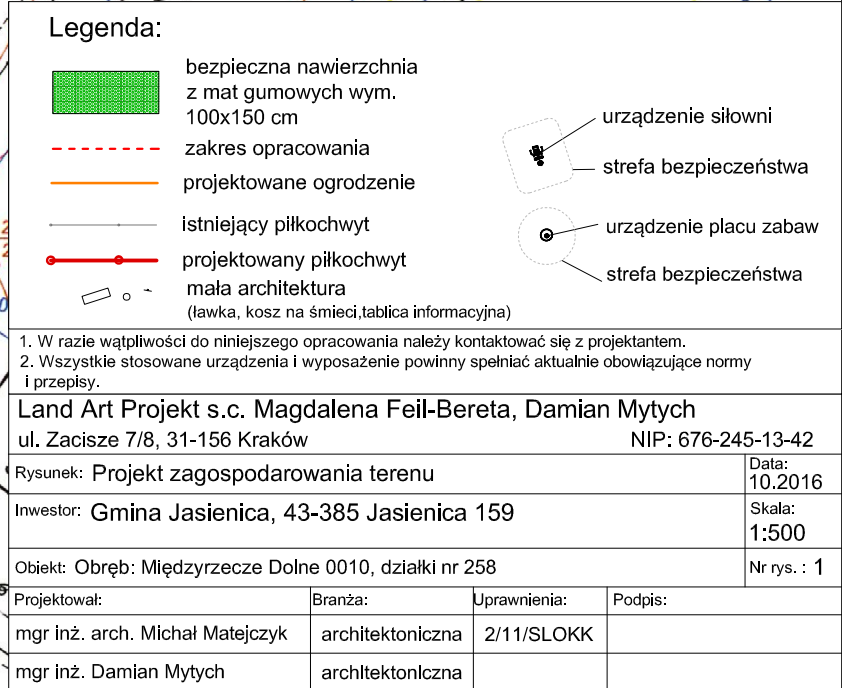 Legenda:
bezpieczna nawierzchnia
z mat gumowych wym.
100x150 cm
zakres opracowania
projektowane ogrodzenie
istniejący piłkochwyt
projektowany piłkochwyt
mała architektura
(ławka, kosz na śmieci,tablica informacyjna)
urządzenie siłowni
strefa bezpieczeństwa
urządzenie placu zabaw
strefa bezpieczeństwa
1. W razie wątpliwości do niniejszego opracowania należy kontaktować się z projektantem.
2. Wszystkie stosowane urządzenia i wyposażenie powinny spełniać aktualnie obowiązujące normy
i przepisy.
Land Art Projekt s.c. Magdalena Feil-Bereta, Damian Mytych
ul. Zacisze 7/8, 31-156 Kraków NIP: 676-245-13-42
Rysunek: Projekt zagospodarowania terenu
Data:
10.2016
Inwestor: Gmina Jasienica, 43-385 Jasienica 159
Skala:
1:500
Obiekt: Obręb: Międzyrzecze Dolne 0010, działki nr 258
Nr rys. : 1
Projektował: Branża: Uprawnienia: Podpis:
mgr inż. arch. Michał Matejczyk architektoniczna 2/11/SLOKK
mgr inż. Damian Mytych architektoniczna